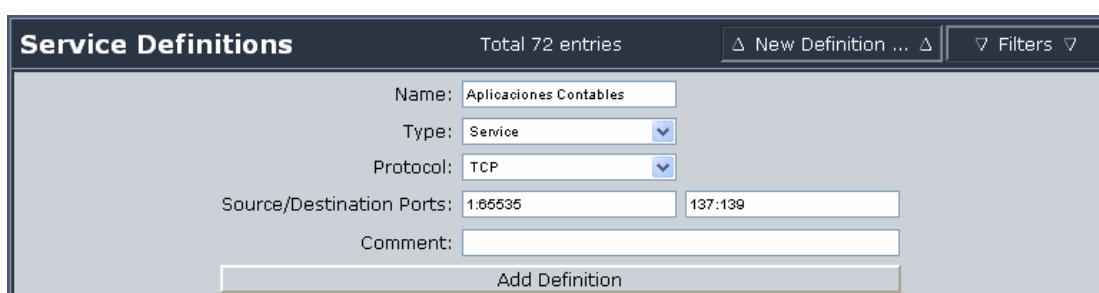 Service Definitions Total 72 entries △ New Definition ... △ ▽ Filters ▽
Name: Aplicaciones Contables
Type: Service
Protocol: TCP
Source/Destination Ports: 1:65535 137:139
Comment:
Add Definition